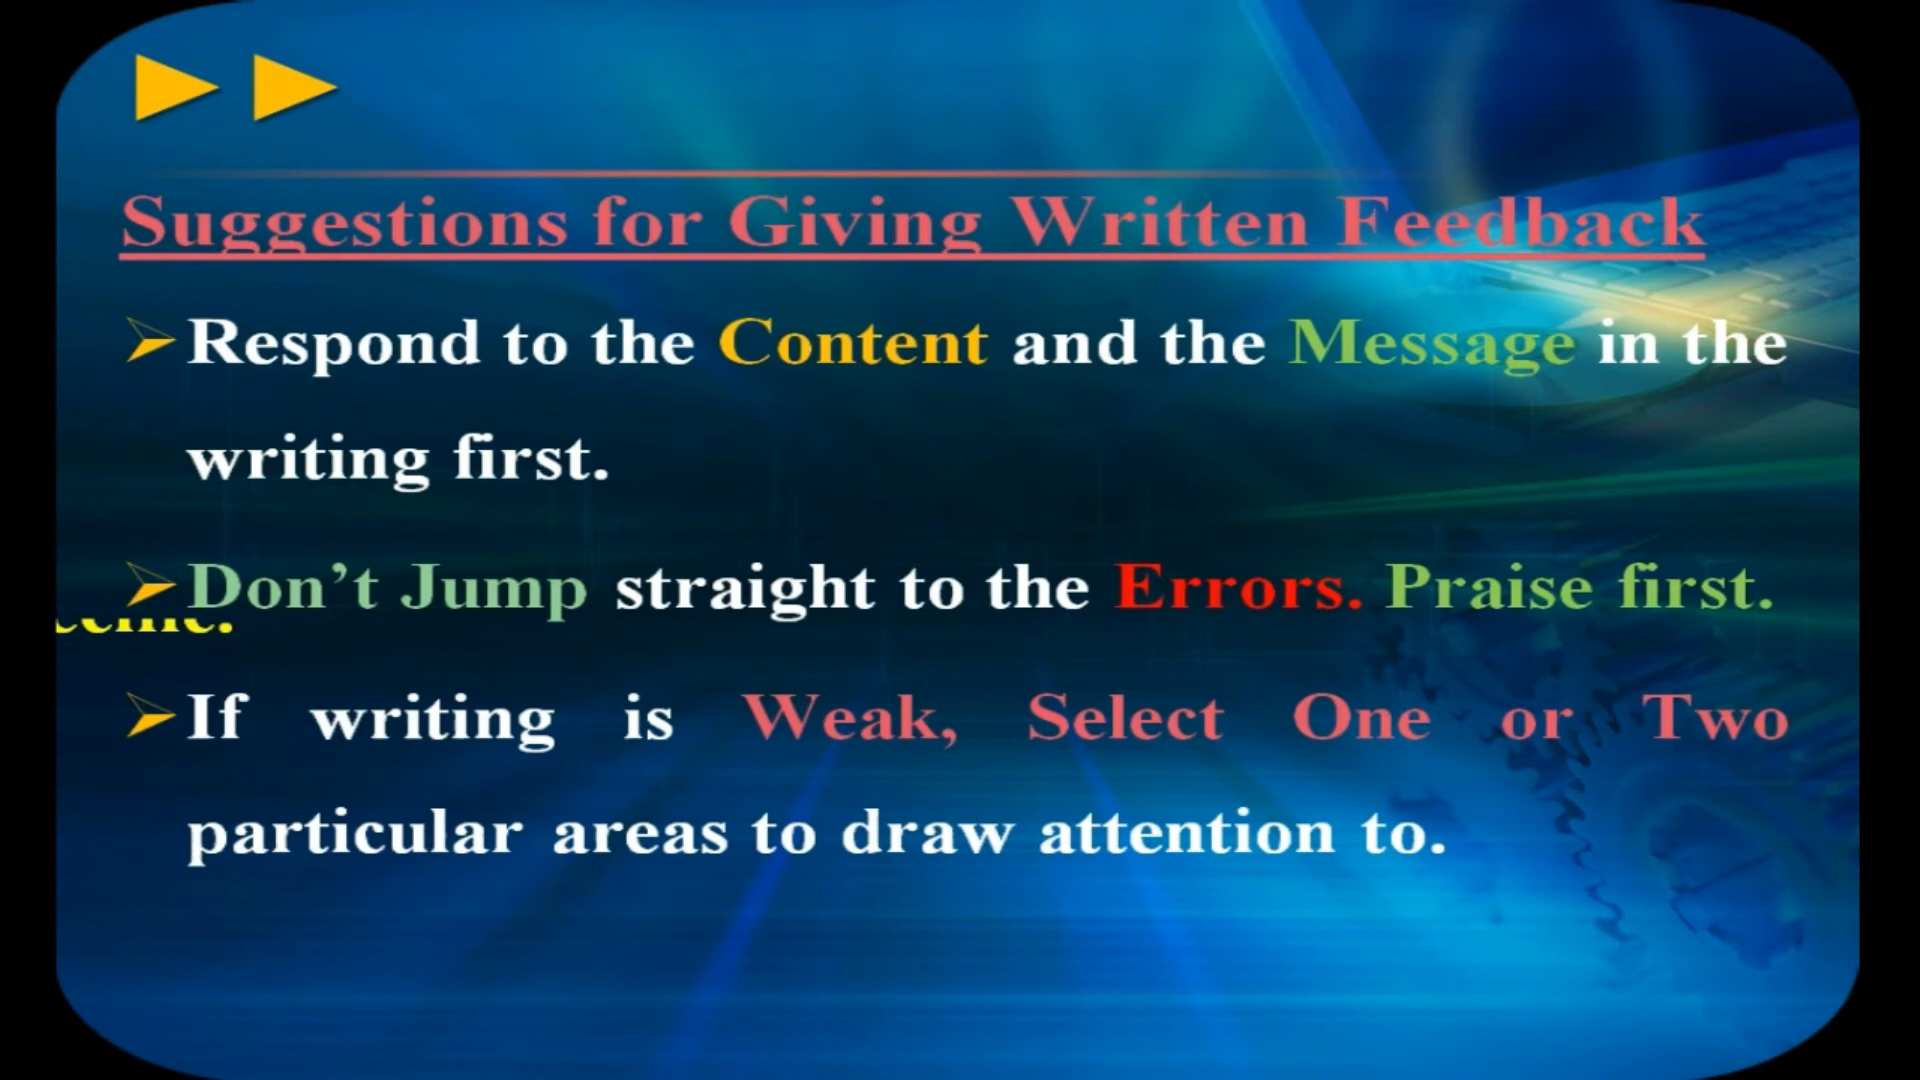 Suggestions for Giving Written Feedback
Respond to the Content and the Message in the
writing first.
Don't Jump straight to the Errors. Praise first.
If writing is Weak, Select One or Two
particular areas to draw attention to.